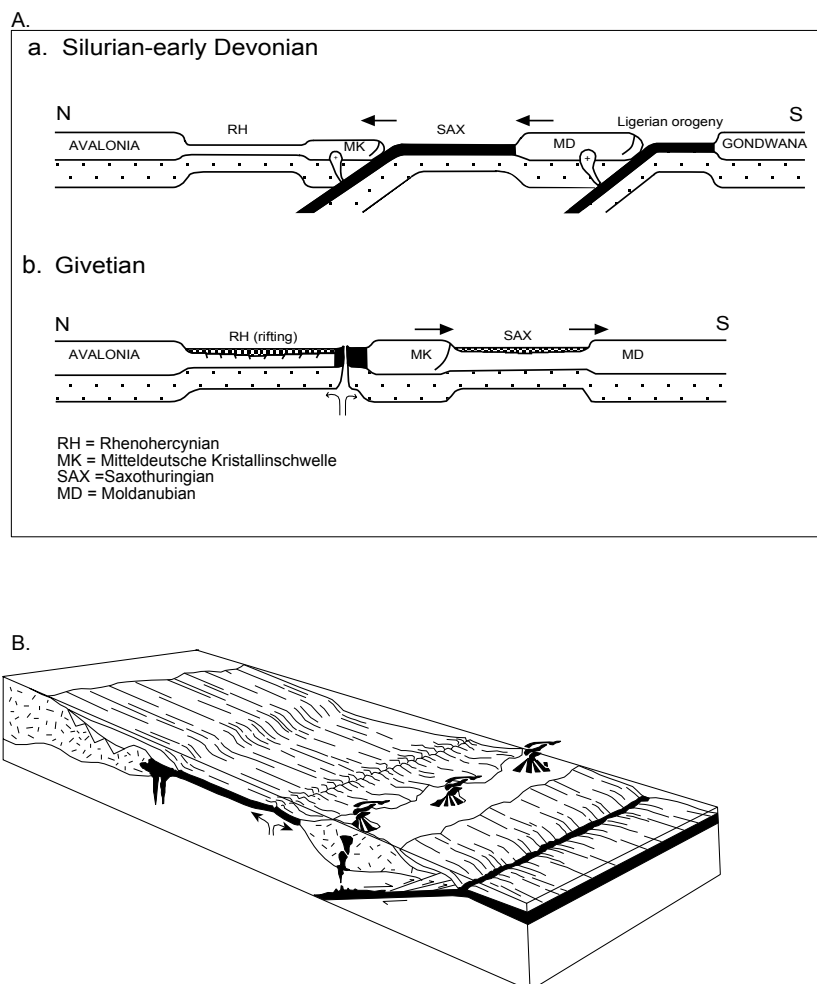 A.
a. Silurian-early Devonian
N S
AVALONIA RH MK SAX MD Ligerian orogeny GONDWANA
b. Givetian
N S
AVALONIA RH (rifting) MK SAX MD
RH = Rhenohercynian
MK = Mitteldeutsche Kristallinschwelle
SAX =Saxothuringian
MD = Moldanubian
B.